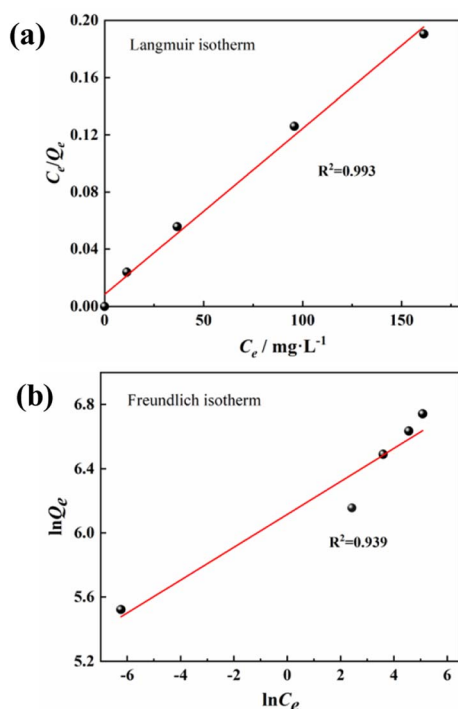 (a)
Langmuir isotherm
0.20
0.16
0.12
0.08
0.04
0.00
Ce/Qe
R²=0.993
0 50 100 150
Ce / mg·L⁻¹
(b)
Freundlich isotherm
6.8
6.4
6.0
5.6
5.2
lnQe
R²=0.939
-6 -4 -2 0 2 4 6
lnCe